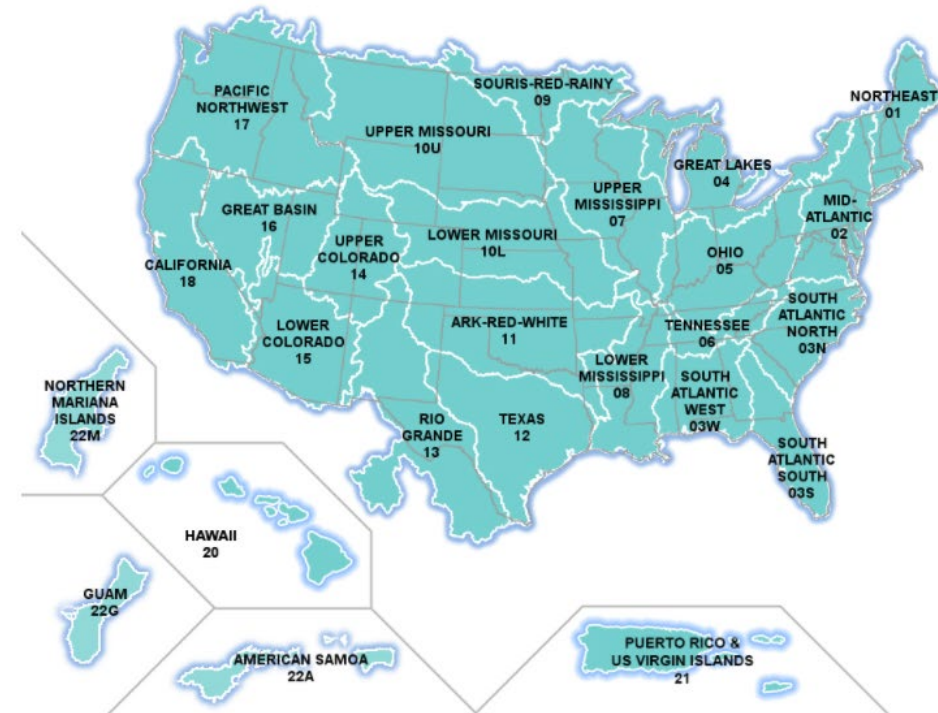 PACIFIC
NORTHWEST
17
SOURIS-RED-RAINY
09
NORTHEAST
01
UPPER MISSOURI
10U
GREAT LAKES
04
UPPER
MISSISSIPPI
07
MID-
ATLANTIC
02
GREAT BASIN
16
UPPER
COLORADO
14
LOWER MISSOURI
10L
OHIO
05
CALIFORNIA
18
LOWER
COLORADO
15
ARK-RED-WHITE
11
TENNESSEE
06
SOUTH
ATLANTIC
NORTH
03N
LOWER
MISSISSIPPI
08
SOUTH
ATLANTIC
WEST
03W
NORTHERN
MARIANA
ISLANDS
22M
RIO
GRANDE
13
TEXAS
12
SOUTH
ATLANTIC
SOUTH
03S
HAWAII
20
GUAM
22G
AMERICAN SAMOA
22A
PUERTO RICO &
US VIRGIN ISLANDS
21